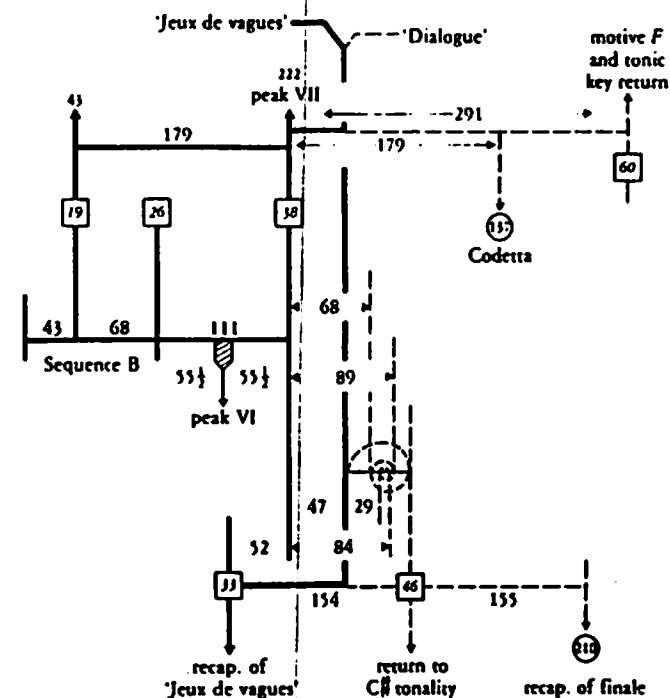 'Jeux de vagues'
'Dialogue'
motive F
and tonic
key return
43
222
peak VII
291
179
179
60
19
26
38
137
Codetta
68
43
68
111
Sequence B
55½
55½
89
peak VI
47
29
52
84
33
46
154
155
210
recap. of
'Jeux de vagues'
return to
C♯ tonality
recap. of finale